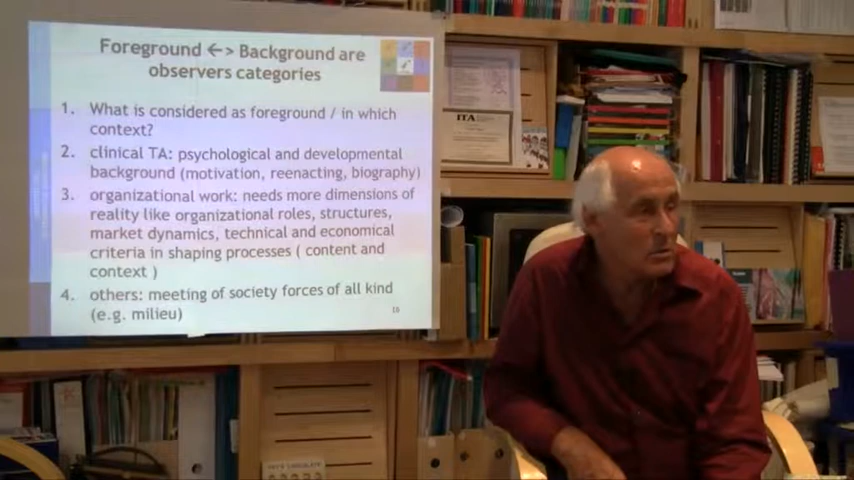 Foreground <-> Background are
observers categories
1. What is considered as foreground / in which
context?
2. clinical TA: psychological and developmental
background (motivation, reenacting, biography)
3. organizational work: needs more dimensions of
reality like organizational roles, structures,
market dynamics, technical and economical
criteria in shaping processes ( content and
context )
4. others: meeting of society forces of all kind
(e.g. milieu)
ITA